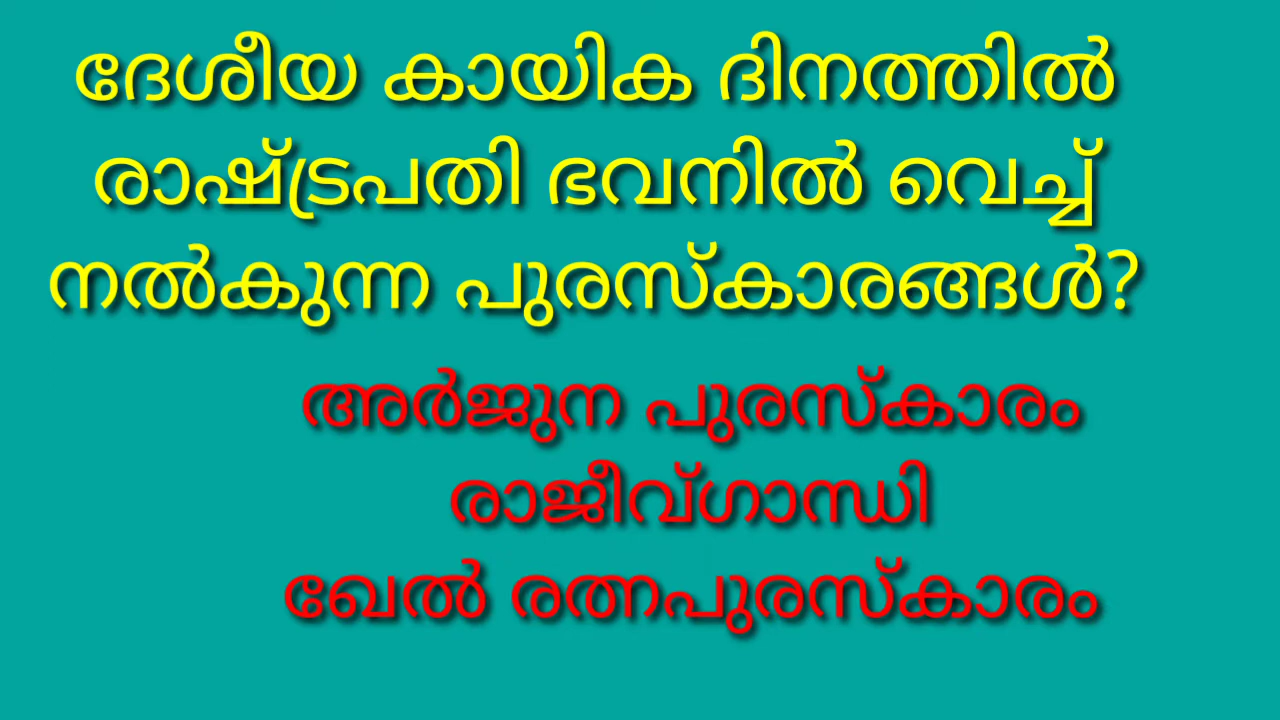 ദേശീയ കായിക ദിനത്തിൽ
രാഷ്ട്രപതി ഭവനിൽ വെച്ച്
നൽകുന്ന പുരസ്കാരങ്ങൾ?
അർജുന പുരസ്കാരം
രാജീവ്ഗാന്ധി
ഖേൽ രത്നപുരസ്കാരം